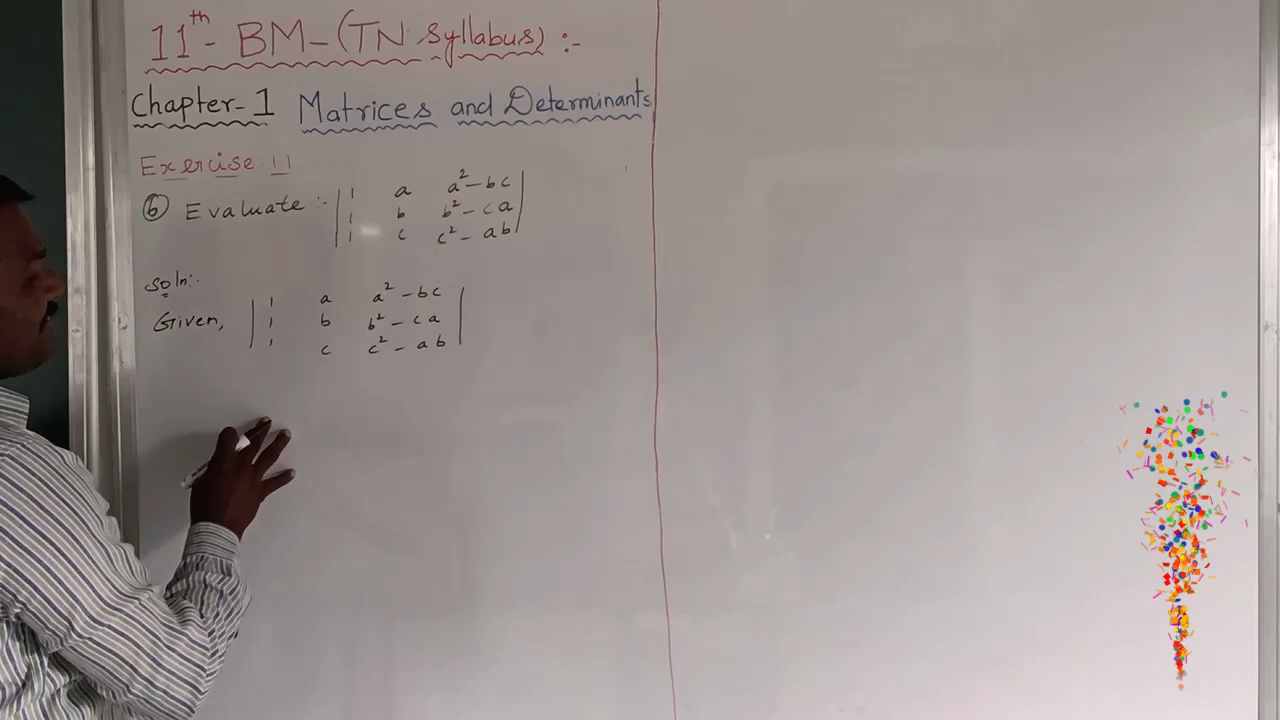 11th - BM - (TN Syllabus) :-
Chapter - 1 Matrices and Determinants
Exercise 1.1
⑥ Evaluate :- | 1 a a² - bc |
| 1 b b² - ca |
| 1 c c² - ab |
Soln:-
Given, | 1 a a² - bc |
| 1 b b² - ca |
| 1 c c² - ab |